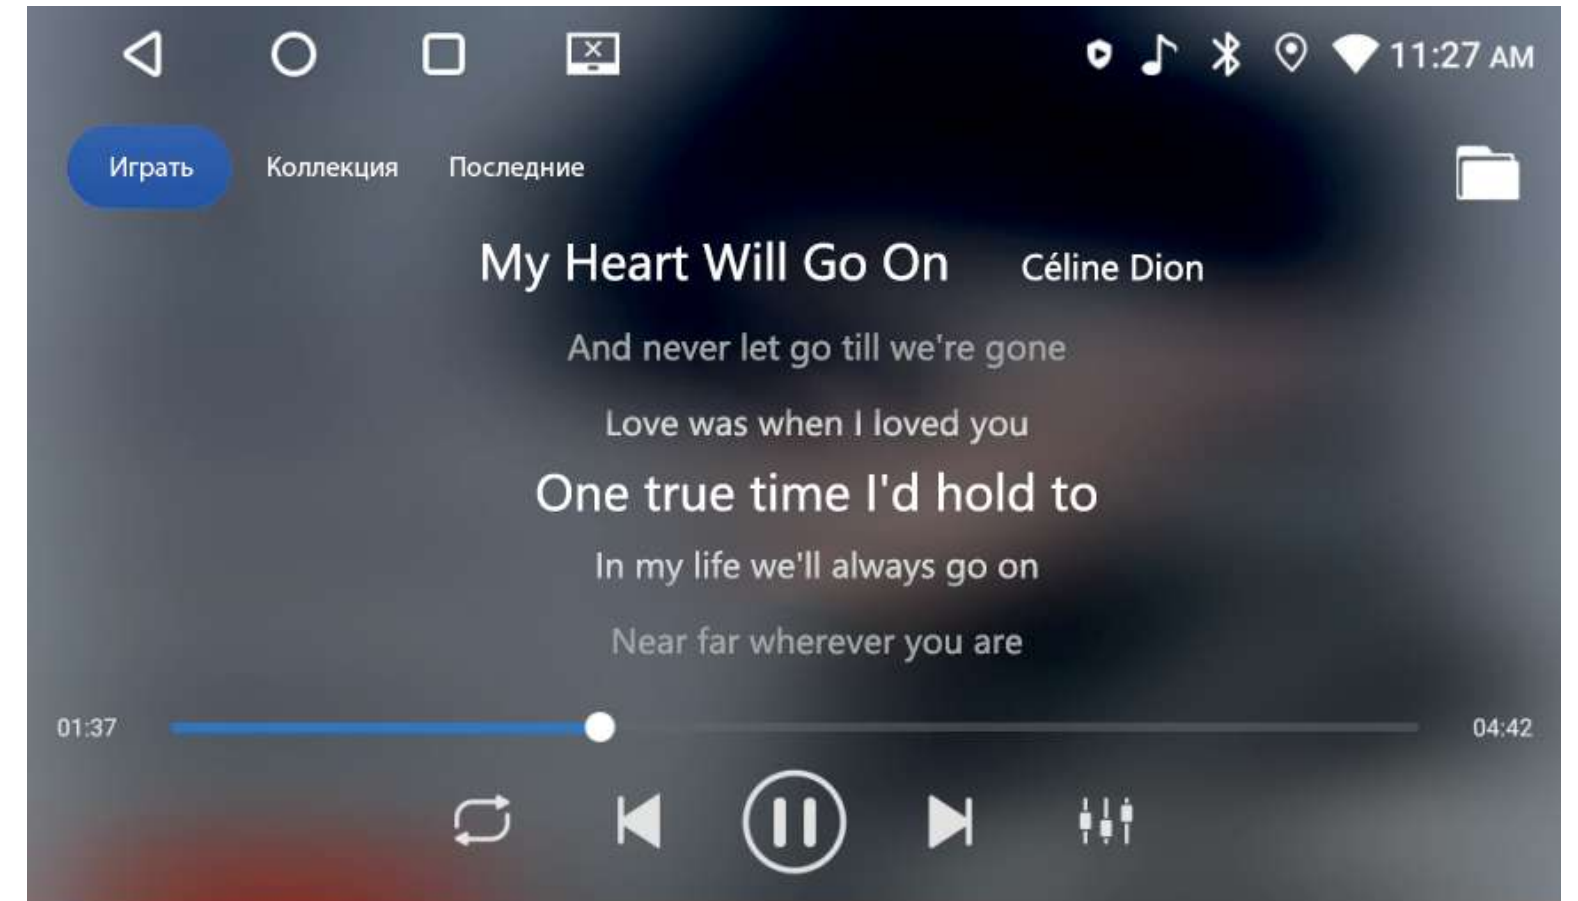 11:27 AM
Играть Коллекция Последние
My Heart Will Go On Céline Dion
And never let go till we're gone
Love was when I loved you
One true time I'd hold to
In my life we'll always go on
Near far wherever you are
01:37 04:42